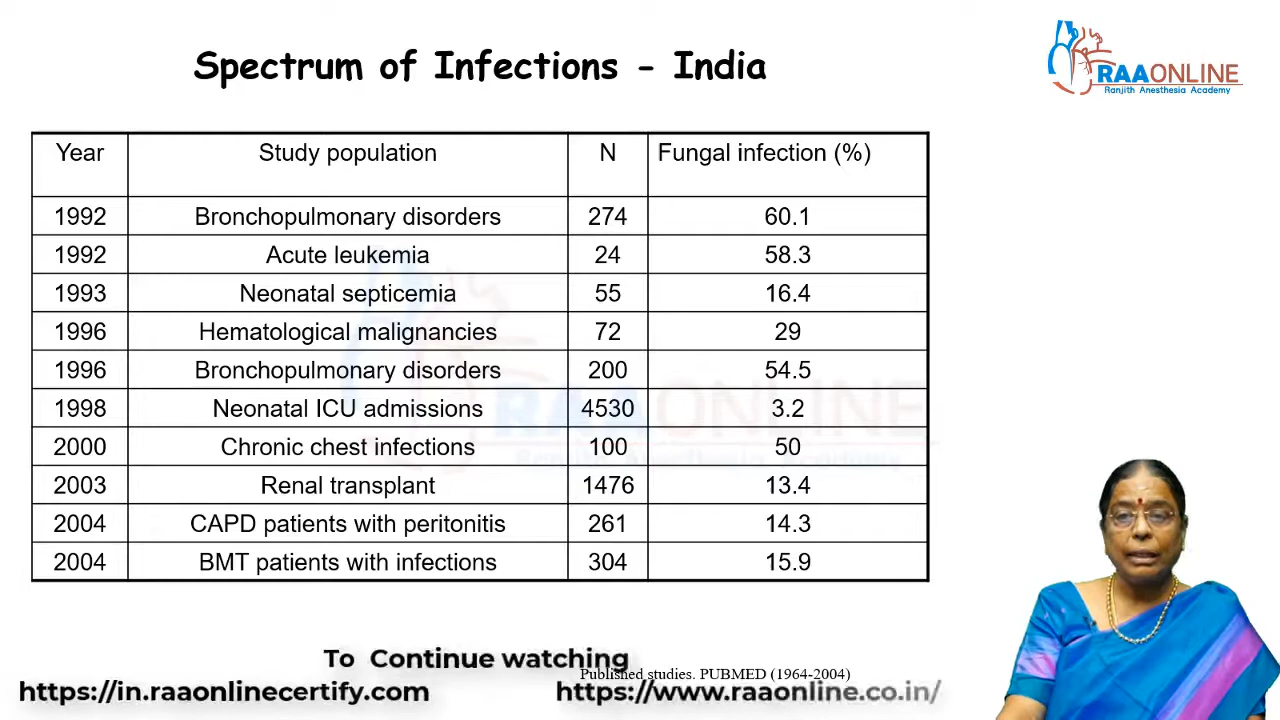 Spectrum of Infections - India
RAAONLINE
Ranjith Anesthesia Academy
Year Study population N Fungal infection (%)
1992 Bronchopulmonary disorders 274 60.1
1992 Acute leukemia 24 58.3
1993 Neonatal septicemia 55 16.4
1996 Hematological malignancies 72 29
1996 Bronchopulmonary disorders 200 54.5
1998 Neonatal ICU admissions 4530 3.2
2000 Chronic chest infections 100 50
2003 Renal transplant 1476 13.4
2004 CAPD patients with peritonitis 261 14.3
2004 BMT patients with infections 304 15.9
RAAONLINE
Ranjith Anesthesia Academy
To Continue watching
Published studies. PUBMED (1964-2004)
https://in.raaonlinecertify.com https://www.raaonline.co.in/